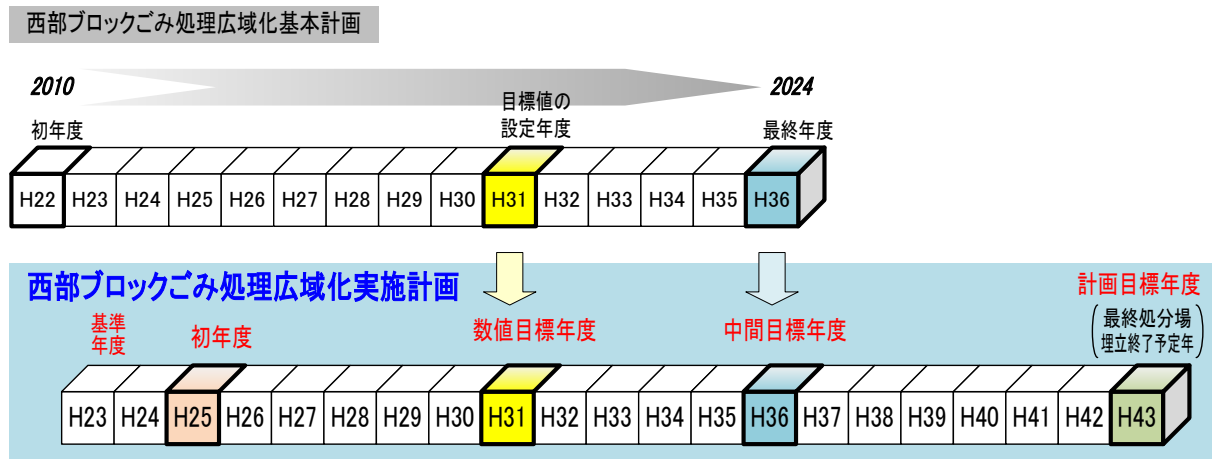 西部ブロックごみ処理広域化基本計画
2010
2024
初年度
目標値の
設定年度
最終年度
H22 H23 H24 H25 H26 H27 H28 H29 H30 H31 H32 H33 H34 H35 H36
西部ブロックごみ処理広域化実施計画
基準
年度
初年度
数値目標年度
中間目標年度
計画目標年度
(最終処分場
埋立終了予定年)
H23 H24 H25 H26 H27 H28 H29 H30 H31 H32 H33 H34 H35 H36 H37 H38 H39 H40 H41 H42 H43